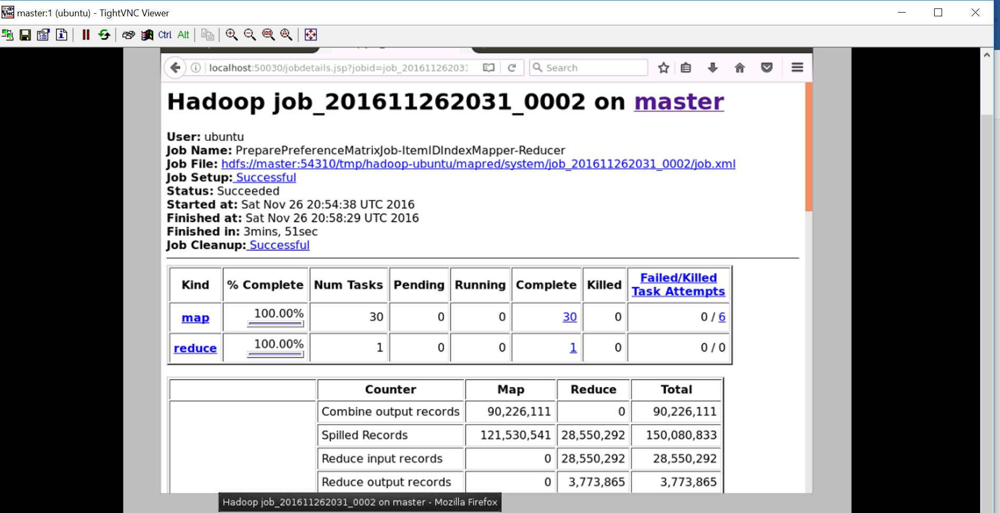 master:1 (ubuntu) - TightVNC Viewer
Ctrl Alt
localhost:50030/jobdetails.jsp?jobid=job_201611262031
Search
Hadoop job_201611262031_0002 on master
User: ubuntu
Job Name: PreparePreferenceMatrixJob-ItemIDIndexMapper-Reducer
Job File: hdfs://master:54310/tmp/hadoop-ubuntu/mapred/system/job_201611262031_0002/job.xml
Job Setup: Successful
Status: Succeeded
Started at: Sat Nov 26 20:54:38 UTC 2016
Finished at: Sat Nov 26 20:58:29 UTC 2016
Finished in: 3mins, 51sec
Job Cleanup: Successful
Kind % Complete Num Tasks Pending Running Complete Killed Failed/Killed Task Attempts
map 100.00% 30 0 0 30 0 0 / 6
reduce 100.00% 1 0 0 1 0 0 / 0
Counter Map Reduce Total
Combine output records 90,226,111 0 90,226,111
Spilled Records 121,530,541 28,550,292 150,080,833
Reduce input records 0 28,550,292 28,550,292
Reduce output records 0 3,773,865 3,773,865
Hadoop job_201611262031_0002 on master - Mozilla Firefox